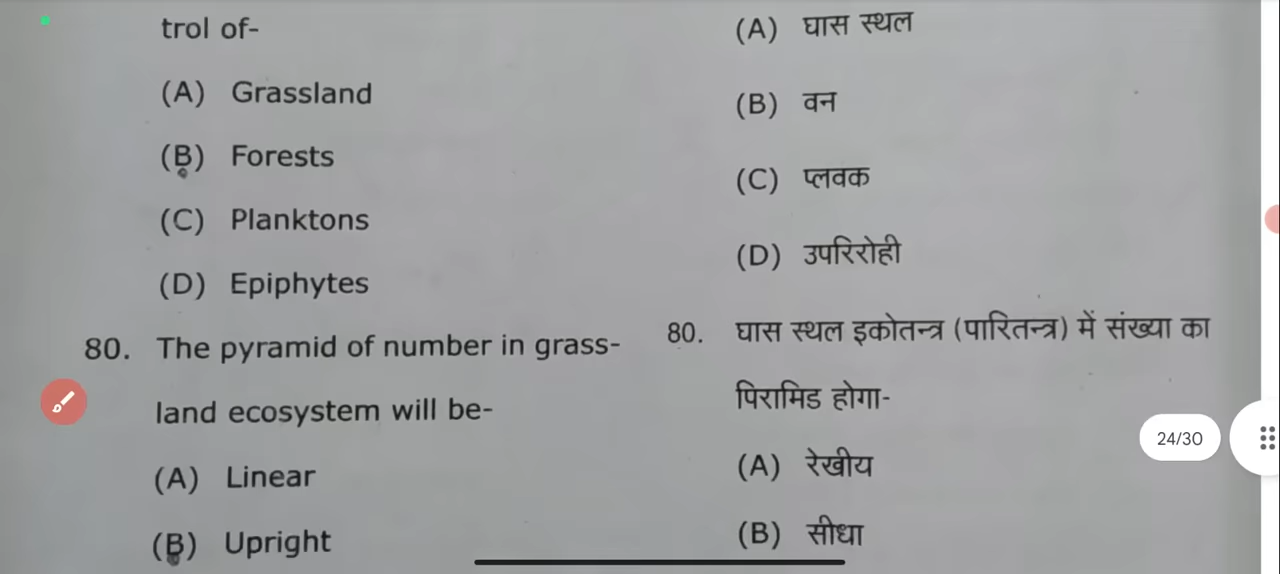 trol of-
(A) Grassland
(B) Forests
(C) Planktons
(D) Epiphytes
80. The pyramid of number in grass-
land ecosystem will be-
(A) Linear
(B) Upright
(A) घास स्थल
(B) वन
(C) प्लवक
(D) उपरिरोही
80. घास स्थल इकोतन्त्र (पारितन्त्र) में संख्या का
पिरामिड होगा-
(A) रेखीय
(B) सीधा
24/30